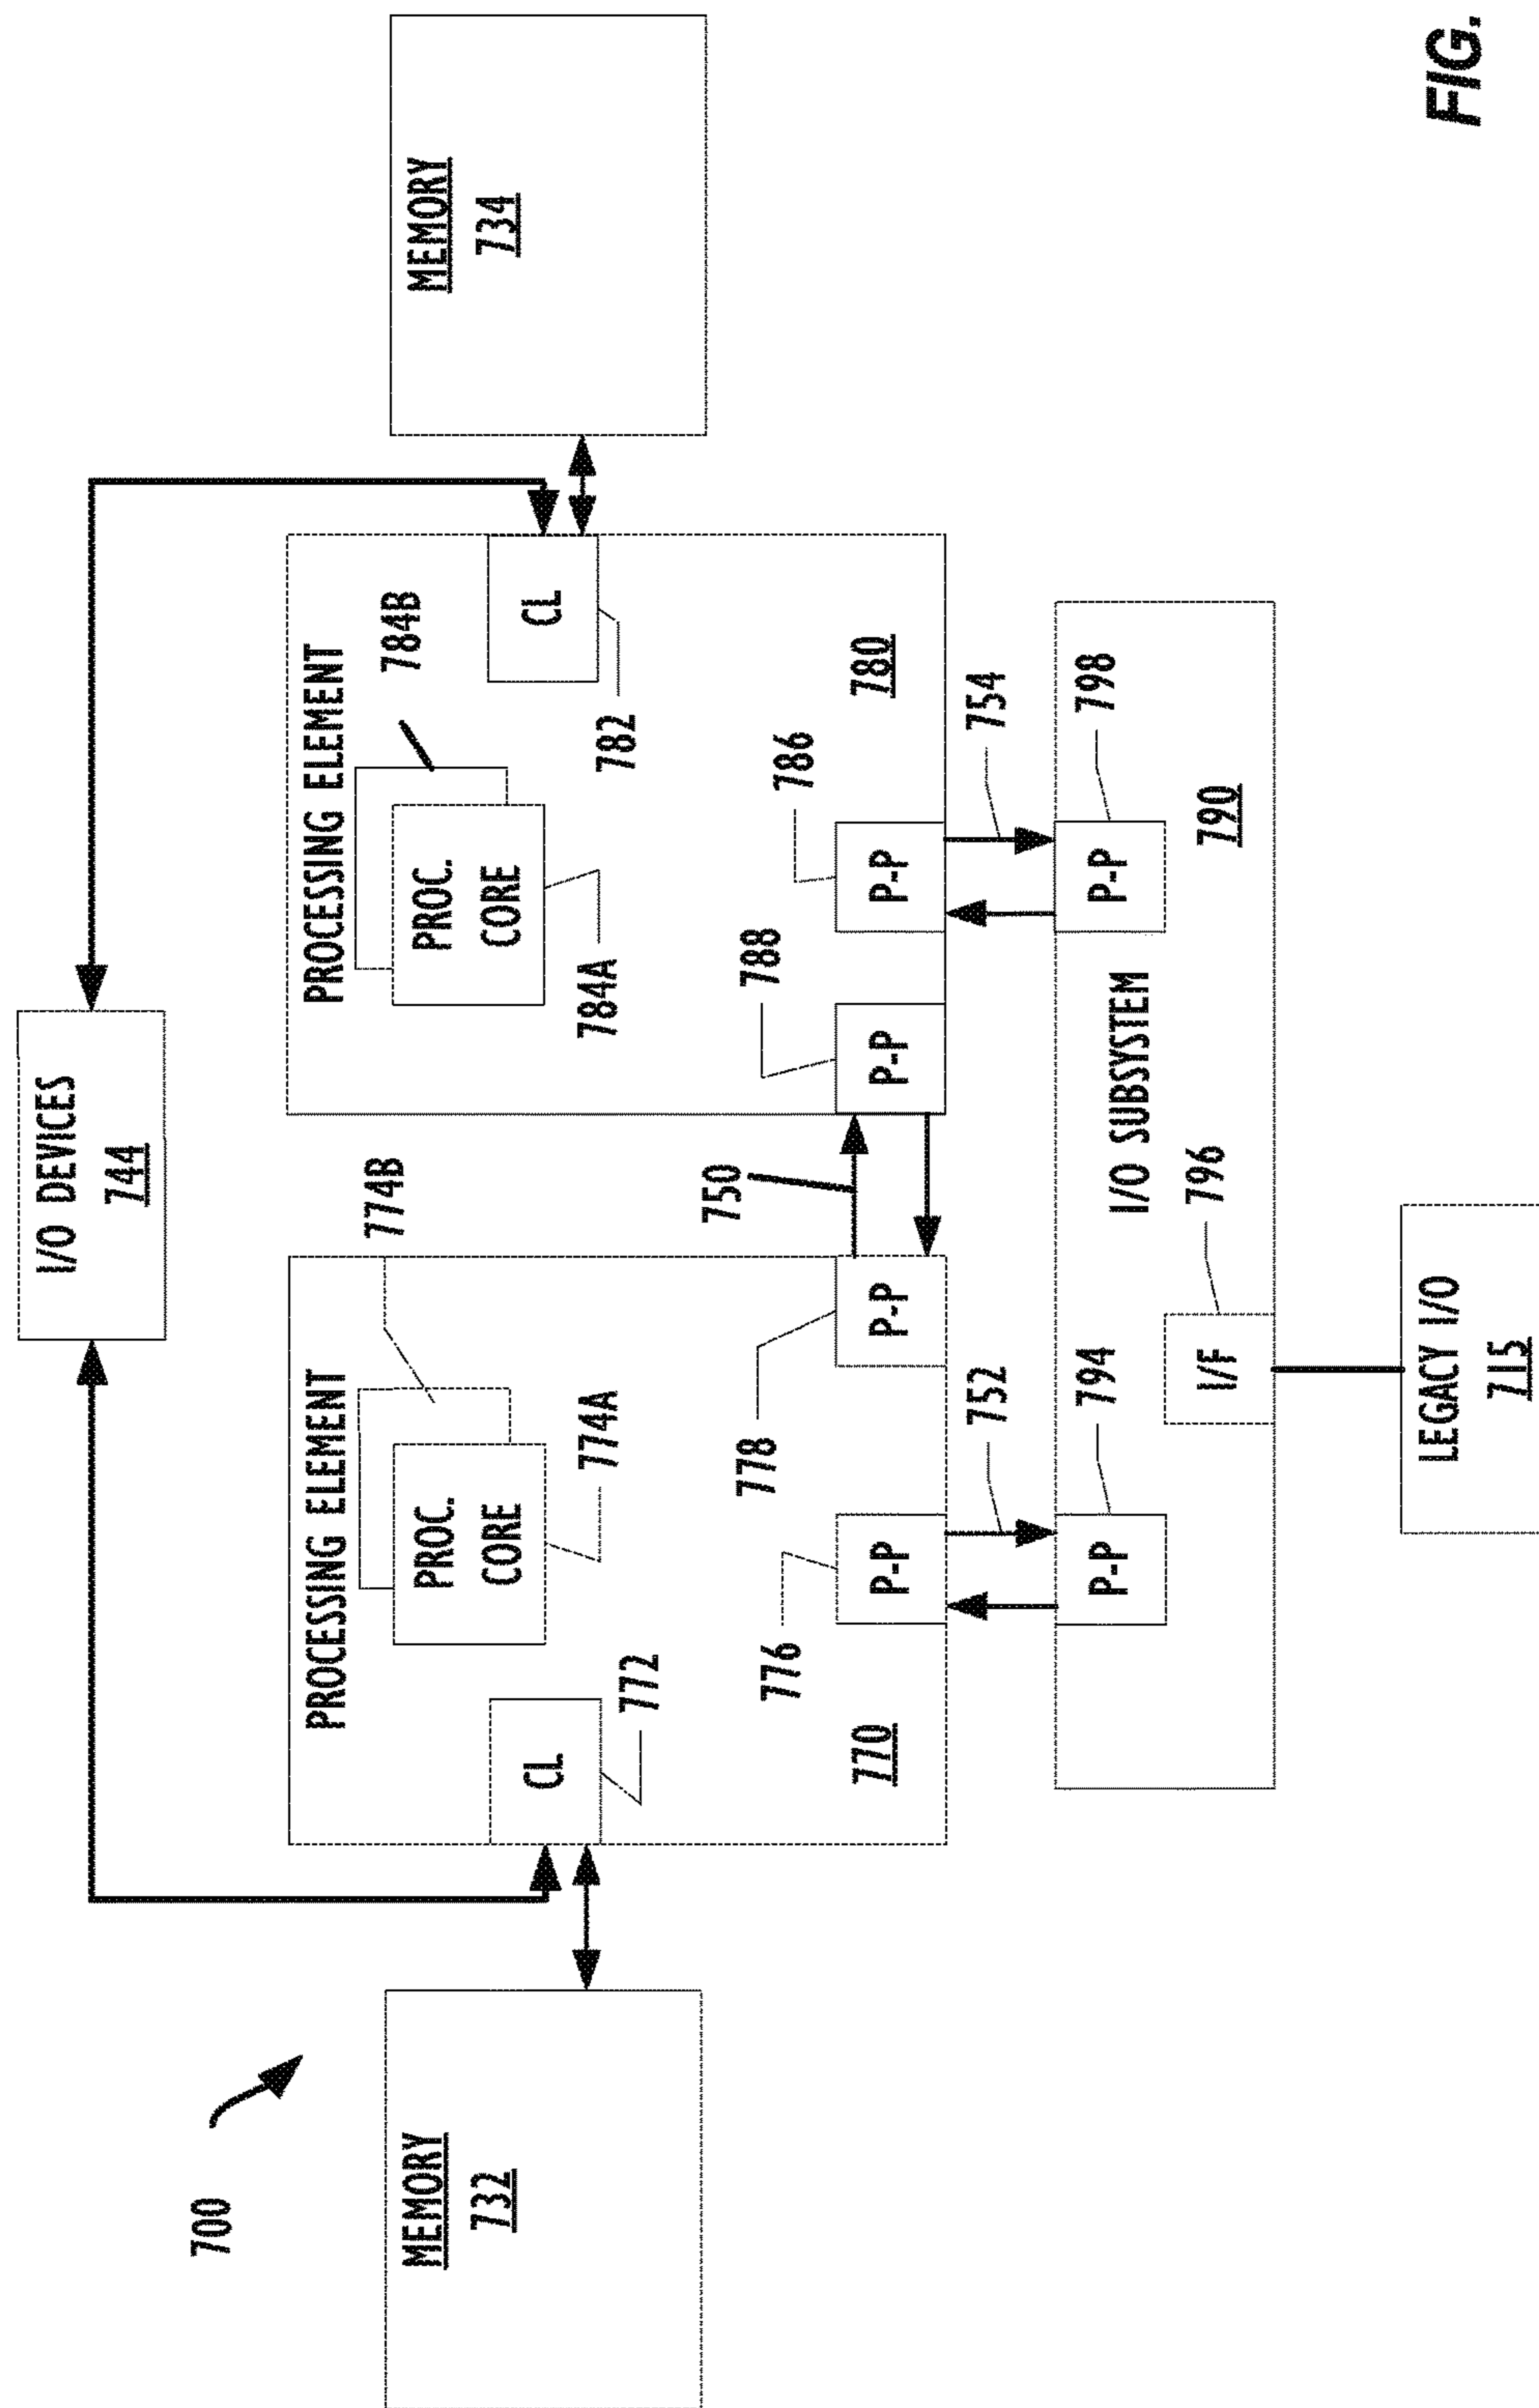 700
I/O DEVICES
744
MEMORY
732
MEMORY
734
PROCESSING ELEMENT
774B
PROC.
CORE
774A
CL
772
778
P-P
776
P-P
770
750
PROCESSING ELEMENT
784B
PROC.
CORE
784A
CL
782
788
P-P
786
P-P
780
752
754
794
P-P
I/O SUBSYSTEM
798
P-P
790
796
I/F
LEGACY I/O
715
FIG.